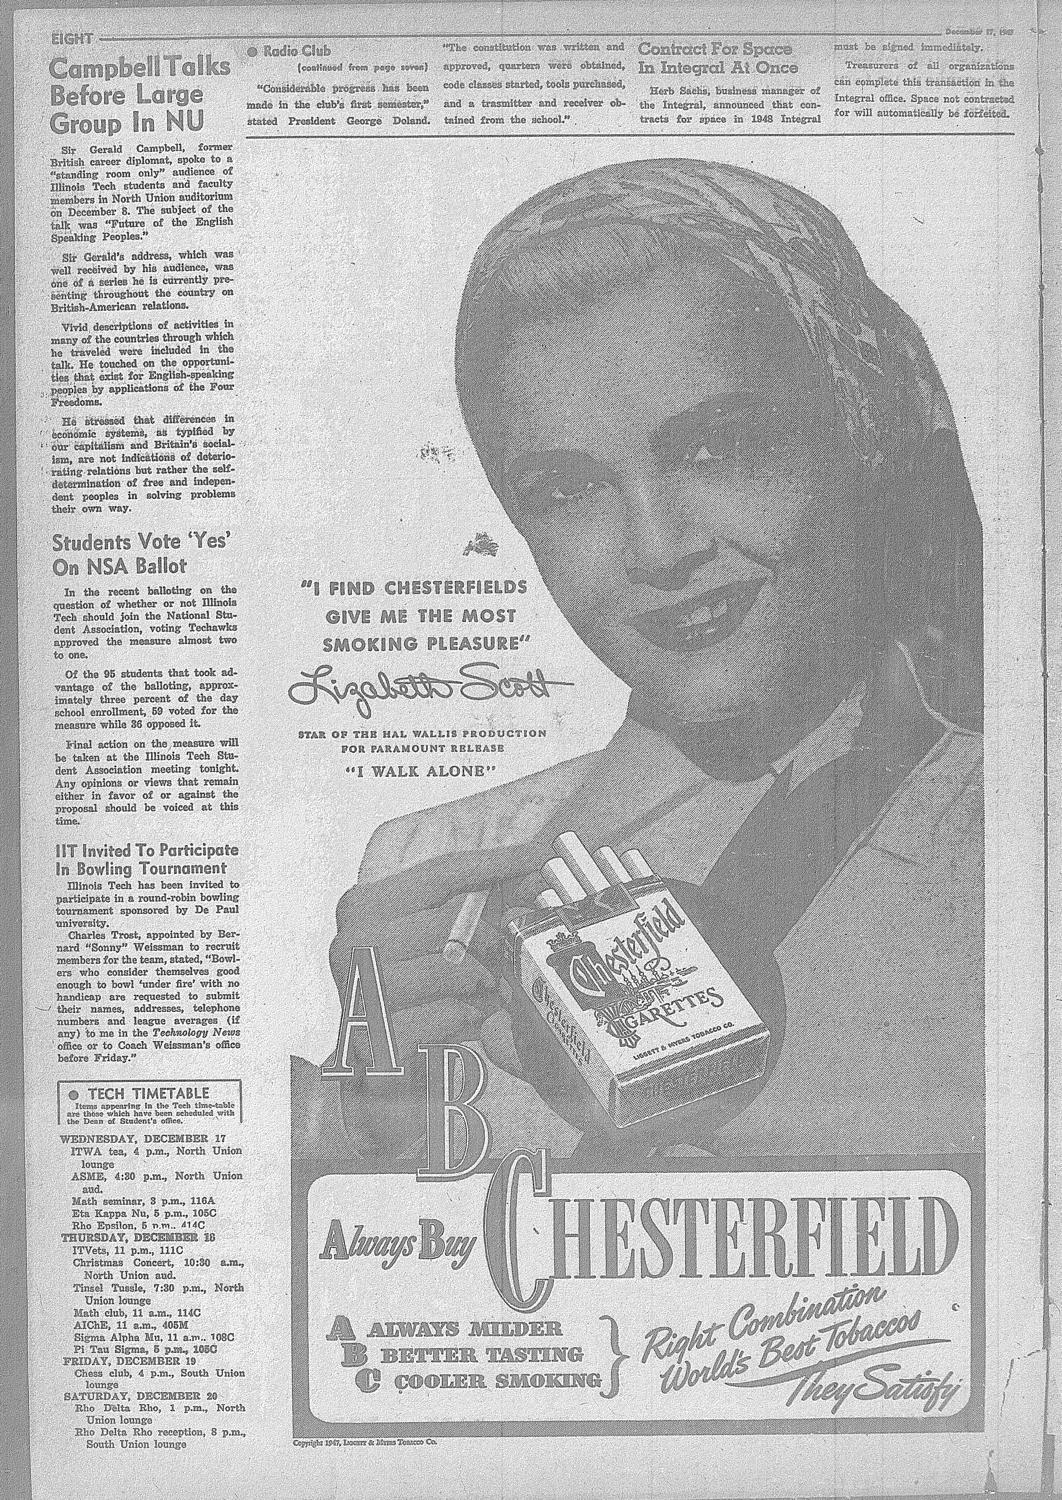 EIGHT
December 17, 1947
Campbell Talks
Before Large
Group In NU
Sir Gerald Campbell, former
British career diplomat, spoke to a
"standing room only" audience of
Illinois Tech students and faculty
members in North Union auditorium
on December 8. The subject of the
talk was "Future of the English
Speaking Peoples."
Sir Gerald's address, which was
well received by his audience, was
one of a series he is currently pre-
senting throughout the country on
British-American relations.
Vivid descriptions of activities in
many of the countries through which
he traveled were included in the
talk. He touched on the opportuni-
ties that exist for English-speaking
peoples by applications of the Four
Freedoms.
He stressed that differences in
economic systems, as typified by
our capitalism and Britain's social-
ism, are not indications of deterio-
rating relations but rather the self-
determination of free and indepen-
dent peoples in solving problems
their own way.
Students Vote 'Yes'
On NSA Ballot
In the recent balloting on the
question of whether or not Illinois
Tech should join the National Stu-
dent Association, voting Techawks
approved the measure almost two
to one.
Of the 95 students that took ad-
vantage of the balloting, approx-
imately three percent of the day
school enrollment, 59 voted for the
measure while 36 opposed it.
Final action on the measure will
be taken at the Illinois Tech Stu-
dent Association meeting tonight.
Any opinions or views that remain
either in favor of or against the
proposal should be voiced at this
time.
IIT Invited To Participate
In Bowling Tournament
Illinois Tech has been invited to
participate in a round-robin bowling
tournament sponsored by De Paul
university.
Charles Trost, appointed by Ber-
nard "Sonny" Weissman to recruit
members for the team, stated, "Bowl-
ers who consider themselves good
enough to bowl 'under fire' with no
handicap are requested to submit
their names, addresses, telephone
numbers and league averages (if
any) to me in the Technology News
office or to Coach Weissman's office
before Friday."
● TECH TIMETABLE
Items appearing in the Tech time-table
are those which have been scheduled with
the Dean of Student's office.
WEDNESDAY, DECEMBER 17
ITWA tea, 4 p.m., North Union
lounge
ASME, 4:30 p.m., North Union
aud.
Math seminar, 3 p.m., 116A
Eta Kappa Nu, 5 p.m., 105C
Rho Epsilon, 5 p.m., 414C
THURSDAY, DECEMBER 18
ITVets, 11 p.m., 111C
Christmas Concert, 10:30 a.m.,
North Union aud.
Tinsel Tussle, 7:30 p.m., North
Union lounge
Math club, 11 a.m., 114C
AIChE, 11 a.m., 405M
Sigma Alpha Mu, 11 a.m., 108C
Pi Tau Sigma, 5 p.m., 105C
FRIDAY, DECEMBER 19
Chess club, 4 p.m., South Union
lounge
SATURDAY, DECEMBER 20
Rho Delta Rho, 1 p.m., North
Union lounge
Rho Delta Rho reception, 8 p.m.,
South Union lounge
● Radio Club
(continued from page seven)
"Considerable progress has been
made in the club's first semester,"
stated President George Doland.
"The constitution was written and
approved, quarters were obtained,
code classes started, tools purchased,
and a trasmitter and receiver ob-
tained from the school."
Contract For Space
In Integral At Once
Herb Sachs, business manager of
the Integral, announced that con-
tracts for space in 1948 Integral
must be signed immediately.
Treasurers of all organizations
can complete this transaction in the
Integral office. Space not contracted
for will automatically be forfeited.
"I FIND CHESTERFIELDS
GIVE ME THE MOST
SMOKING PLEASURE"
Lizabeth Scott
STAR OF THE HAL WALLIS PRODUCTION
FOR PARAMOUNT RELEASE
"I WALK ALONE"
Chesterfield
CIGARETTES
LIGGETT & MYERS TOBACCO CO.
Chesterfield
Cigarettes
CHESTERFIELD
A
B
Always Buy CHESTERFIELD
A ALWAYS MILDER
B BETTER TASTING
C COOLER SMOKING
Right Combination
World's Best Tobaccos
They Satisfy
Copyright 1947, LIGGETT & MYERS TOBACCO CO.